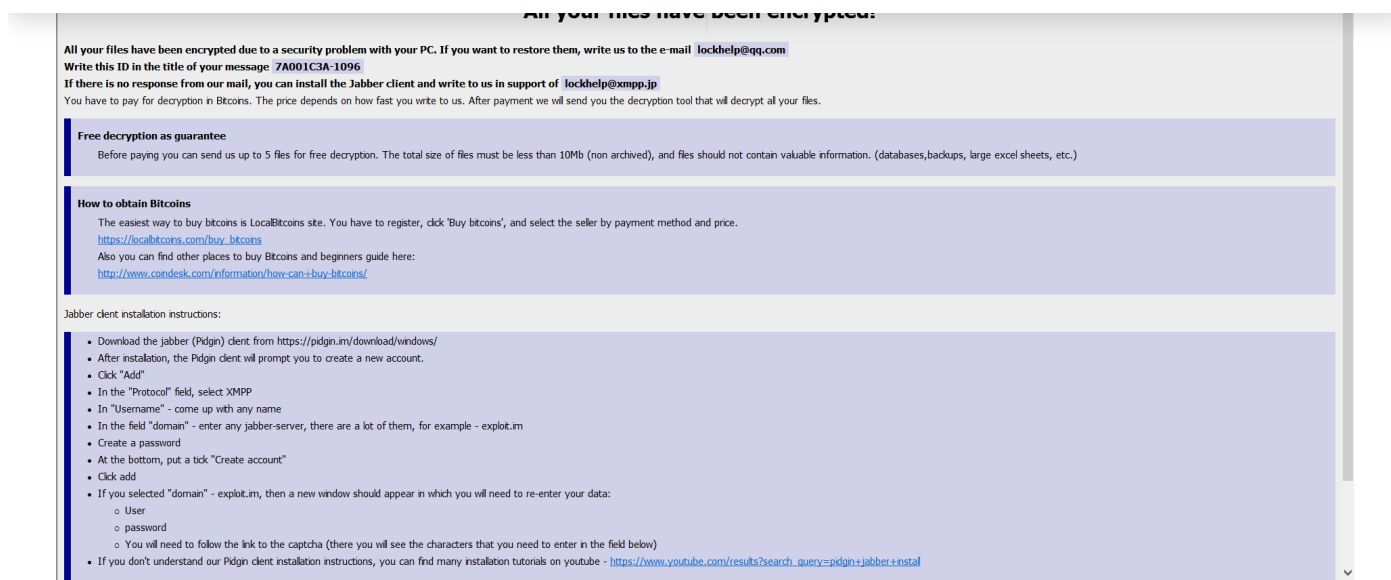 All your files have been encrypted!
All your files have been encrypted due to a security problem with your PC. If you want to restore them, write us to the e-mail lockhelp@qq.com
Write this ID in the title of your message 7A001C3A-1096
If there is no response from our mail, you can install the Jabber client and write to us in support of lockhelp@xmpp.jp
You have to pay for decryption in Bitcoins. The price depends on how fast you write to us. After payment we will send you the decryption tool that will decrypt all your files.
Free decryption as guarantee
Before paying you can send us up to 5 files for free decryption. The total size of files must be less than 10Mb (non archived), and files should not contain valuable information. (databases,backups, large excel sheets, etc.)
How to obtain Bitcoins
The easiest way to buy bitcoins is LocalBitcoins site. You have to register, click 'Buy bitcoins', and select the seller by payment method and price.
https://localbitcoins.com/buy_bitcoins
Also you can find other places to buy Bitcoins and beginners guide here:
http://www.coindesk.com/information/how-can-i-buy-bitcoins/
Jabber client installation instructions:
• Download the jabber (Pidgin) client from https://pidgin.im/download/windows/
• After installation, the Pidgin client will prompt you to create a new account.
• Click "Add"
• In the "Protocol" field, select XMPP
• In "Username" - come up with any name
• In the field "domain" - enter any jabber-server, there are a lot of them, for example - exploit.im
• Create a password
• At the bottom, put a tick "Create account"
• Click add
• If you selected "domain" - exploit.im, then a new window should appear in which you will need to re-enter your data:
○ User
○ password
○ You will need to follow the link to the captcha (there you will see the characters that you need to enter in the field below)
• If you don't understand our Pidgin client installation instructions, you can find many installation tutorials on youtube - https://www.youtube.com/results?search_query=pidgin+jabber+install